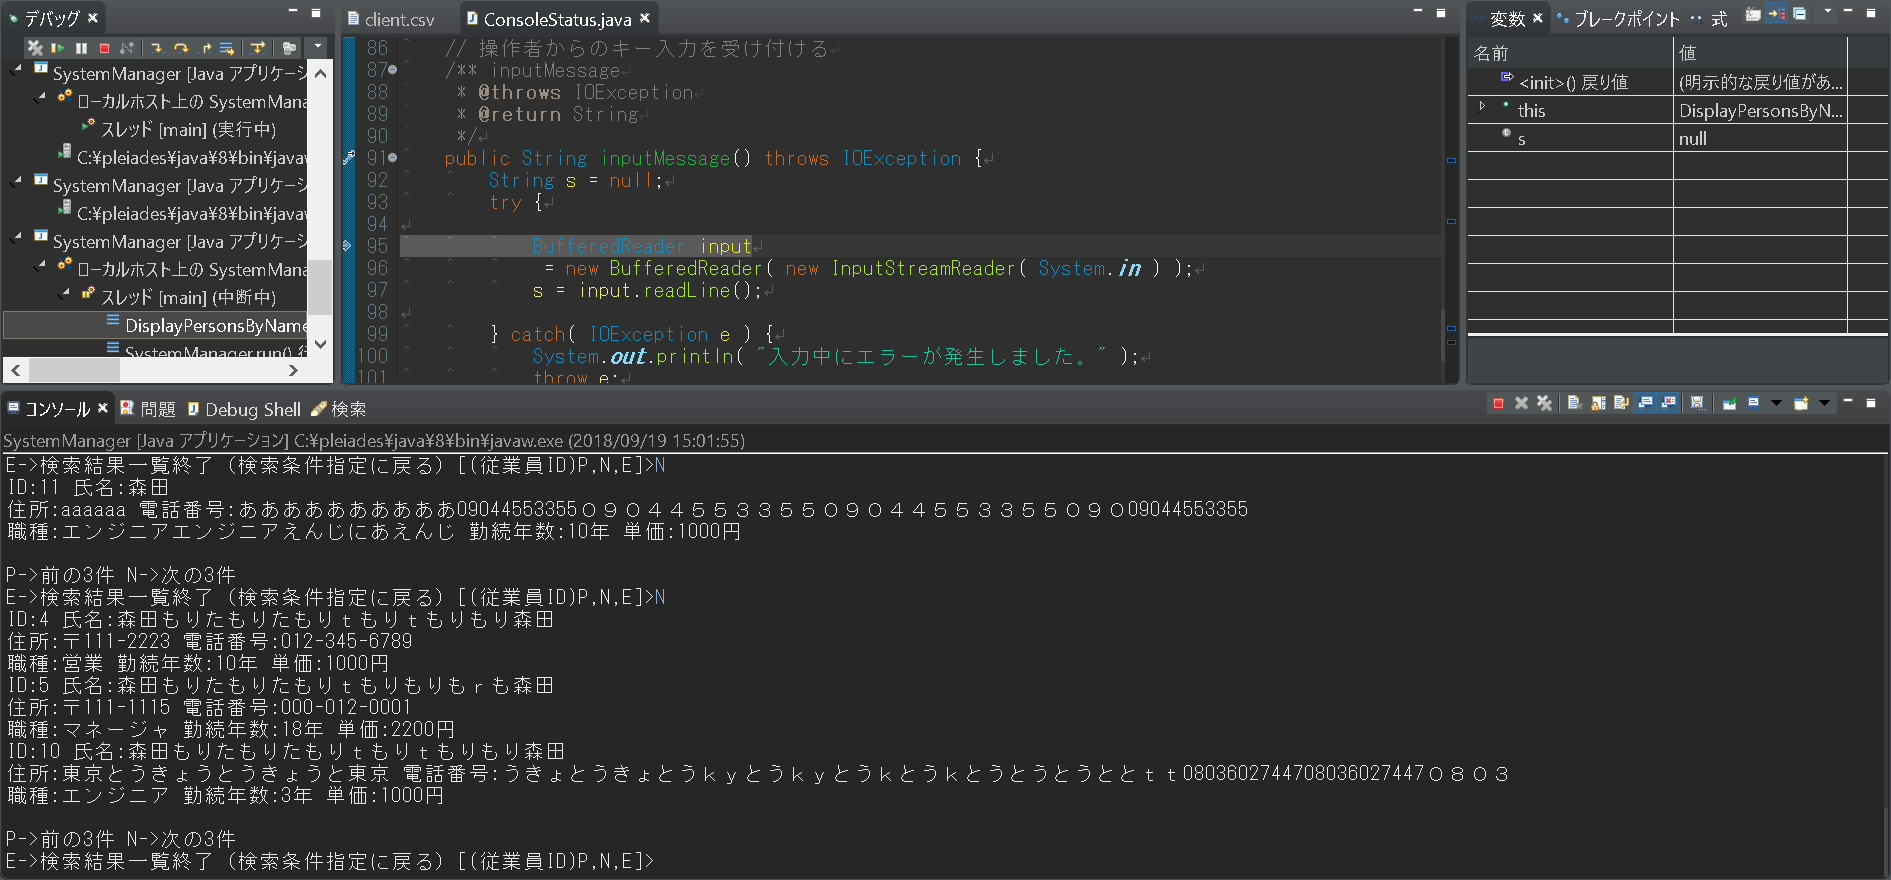 デバッグ
SystemManager [Java アプリケーシ
ローカルホスト上の SystemMana
スレッド [main] (実行中)
C:¥pleiades¥java¥8¥bin¥javaw
SystemManager [Java アプリケーシ
C:¥pleiades¥java¥8¥bin¥javaw
SystemManager [Java アプリケーシ
ローカルホスト上の SystemMana
スレッド [main] (中断中)
DisplayPersonsByName
SystemManager.run() 行
client.csv
ConsoleStatus.java
86 // 操作者からのキー入力を受け付ける
87 /** inputMessage
88 * @throws IOException
89 * @return String
90 */
91 public String inputMessage() throws IOException {
92 String s = null;
93 try {
94
95 BufferedReader input
96 = new BufferedReader( new InputStreamReader( System.in ) );
97 s = input.readLine();
98
99 } catch( IOException e ) {
100 System.out.println( "入力中にエラーが発生しました。" );
101 throw e;
変数 ブレークポイント 式
名前 値
<init>() 戻り値 (明示的な戻り値があ...
this DisplayPersonsByN...
s null
コンソール 問題 Debug Shell 検索
SystemManager [Java アプリケーション] C:¥pleiades¥java¥8¥bin¥javaw.exe (2018/09/19 15:01:55)
E->検索結果一覧終了 (検索条件指定に戻る) [(従業員ID)P,N,E]>N
ID:11 氏名:森田
住所:aaaaaa 電話番号:ああああああああああ09044553355０９０４４５５３３５５０９０４４５５３３５５０９０09044553355
職種:エンジニアエンジニアえんじにあえんじ 勤続年数:10年 単価:1000円
P->前の3件 N->次の3件
E->検索結果一覧終了 (検索条件指定に戻る) [(従業員ID)P,N,E]>N
ID:4 氏名:森田もりたもりたもりｔもりｔもりもり森田
住所:〒111-2223 電話番号:012-345-6789
職種:営業 勤続年数:10年 単価:1000円
ID:5 氏名:森田もりたもりたもりｔもりもりもｒも森田
住所:〒111-1115 電話番号:000-012-0001
職種:マネージャ 勤続年数:18年 単価:2200円
ID:10 氏名:森田もりたもりたもりｔもりｔもりもり森田
住所:東京とうきょうとうきょうと東京 電話番号:うきょとうきょとうｋｙとうｋｙとうｋとうｋとうとうとうととｔｔ0803602744708036027447０８０３
職種:エンジニア 勤続年数:3年 単価:1000円
P->前の3件 N->次の3件
E->検索結果一覧終了 (検索条件指定に戻る) [(従業員ID)P,N,E]>